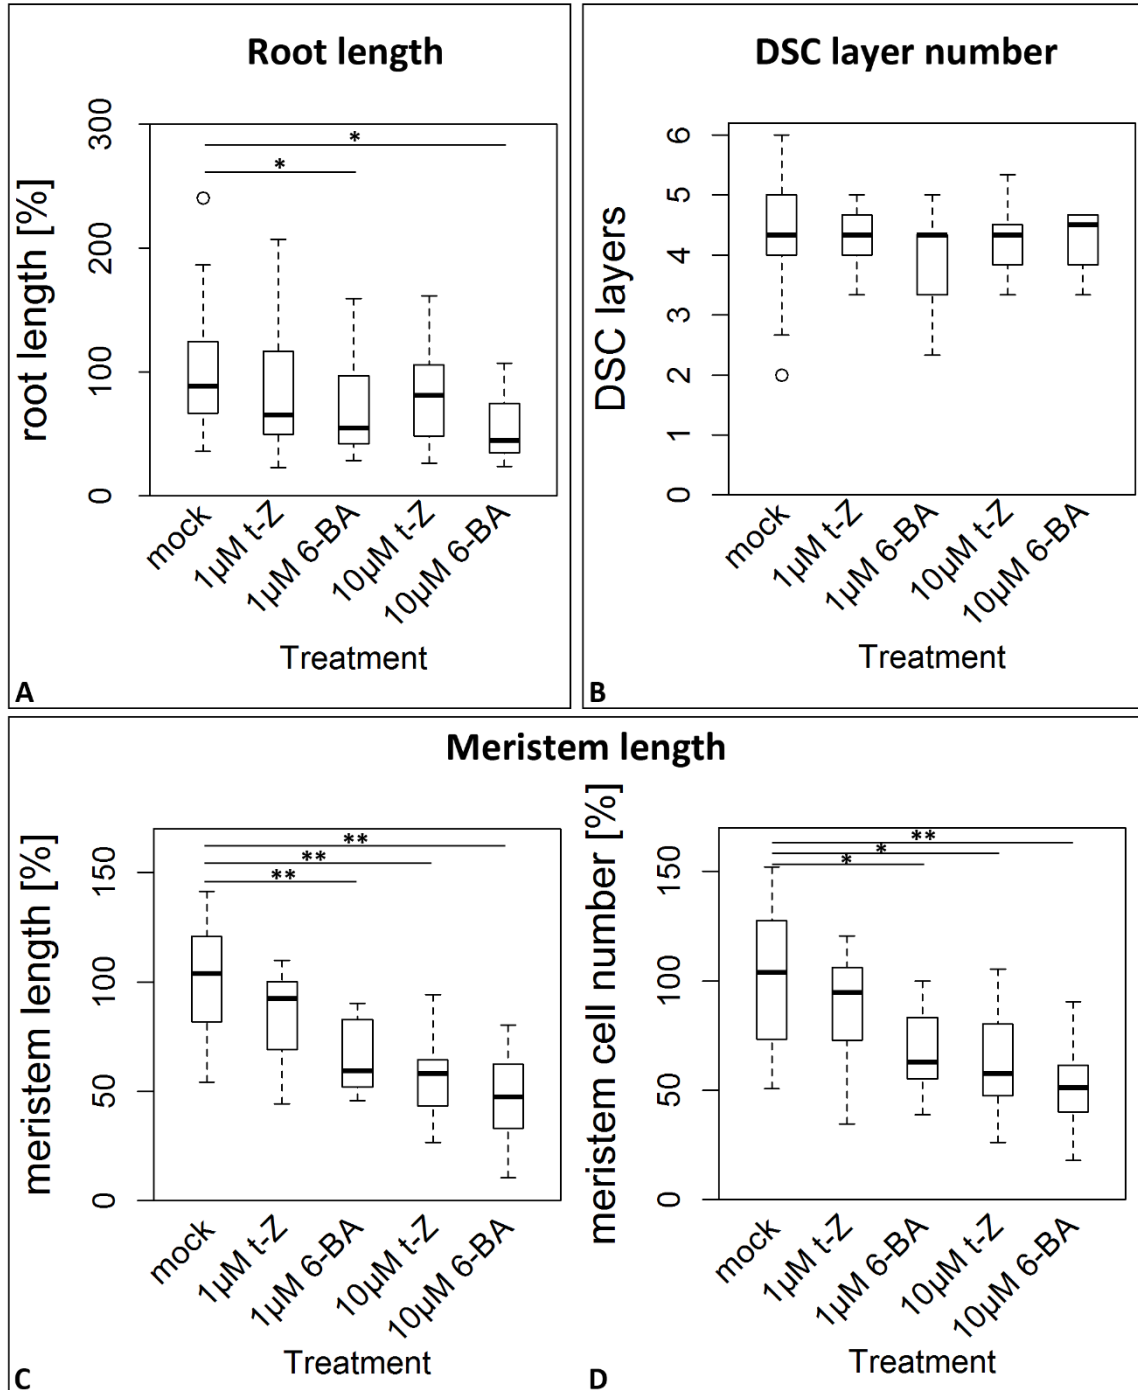 Root length
root length [%]
300
200
100
0
*
*
mock
1µM t-Z
1µM 6-BA
10µM t-Z
10µM 6-BA
Treatment
A
DSC layer number
DSC layers
6
5
4
3
2
1
0
mock
1µM t-Z
1µM 6-BA
10µM t-Z
10µM 6-BA
Treatment
B
Meristem length
meristem length [%]
150
100
50
0
**
**
**
mock
1µM t-Z
1µM 6-BA
10µM t-Z
10µM 6-BA
Treatment
C
meristem cell number [%]
150
100
50
0
**
*
*
mock
1µM t-Z
1µM 6-BA
10µM t-Z
10µM 6-BA
Treatment
D